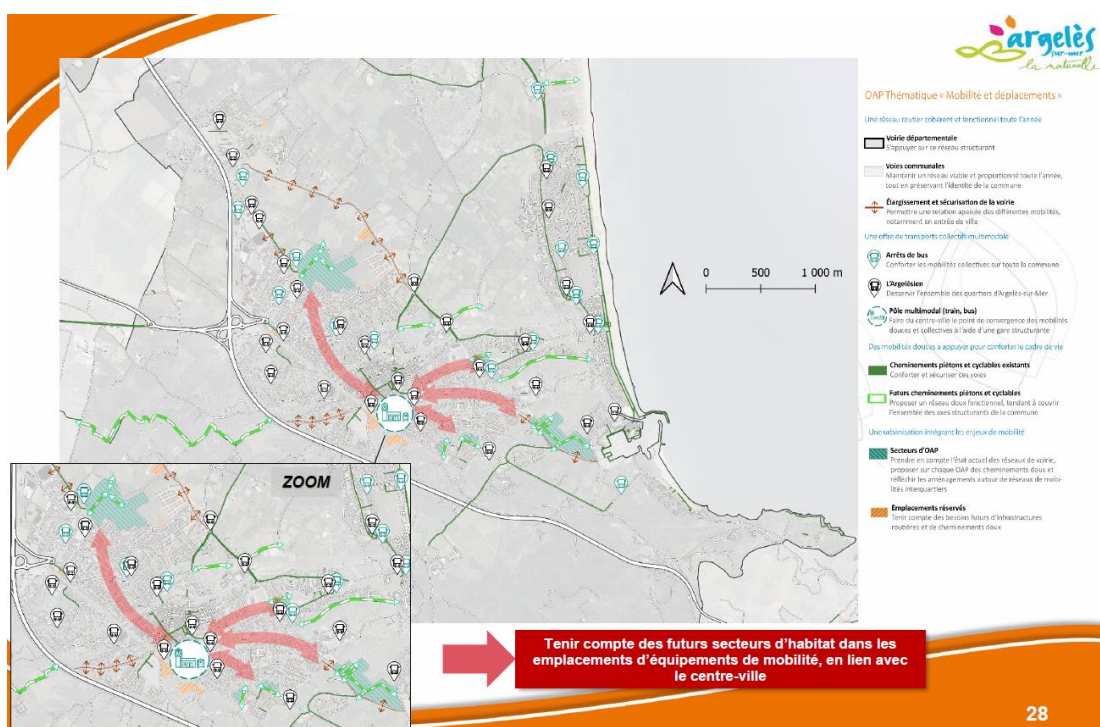 argelès
sur-mer
la naturelle
OAP Thématique « Mobilité et déplacements »
Une réseau routier cohérent et fonctionnel toute l'année
Voirie départementale
S'appuyer sur ce réseau structurant
Voies communales
Maintenir un réseau viable et proportionné toute l'année,
tout en préservant l'identité de la commune
Élargissement et sécurisation de la voirie
Permettre une relation apaisée des différentes mobilités,
notamment en entrée de ville
Une offre de transports collectifs multimodale
Arrêts de bus
Conforter les mobilités collectives sur toute la commune
L'Argelésien
Desservir l'ensemble des quartiers d'Argelès-sur-Mer
Pôle multimodal (train, bus)
Faire du centre-ville le point de convergence des mobilités
douces et collectives à l'aide d'une gare structurante
Des mobilités douces à appuyer pour conforter le cadre de vie
Cheminements piétons et cyclables existants
Conforter et sécuriser ces voies
Futurs cheminements piétons et cyclables
Proposer un réseau doux fonctionnel, tendant à couvrir
l'ensemble des axes structurants de la commune
Une urbanisation intégrant les enjeux de mobilité
Secteurs d'OAP
Prendre en compte l'état actuel des réseaux de voirie,
proposer sur chaque OAP des cheminements doux et
réfléchir les aménagements autour de réseaux de mobi-
lités interquartiers
Emplacements réservés
Tenir compte des besoins futurs d'infrastructures
routières et de cheminements doux
0 500 1 000 m
ZOOM
Tenir compte des futurs secteurs d'habitat dans les
emplacements d'équipements de mobilité, en lien avec
le centre-ville
28